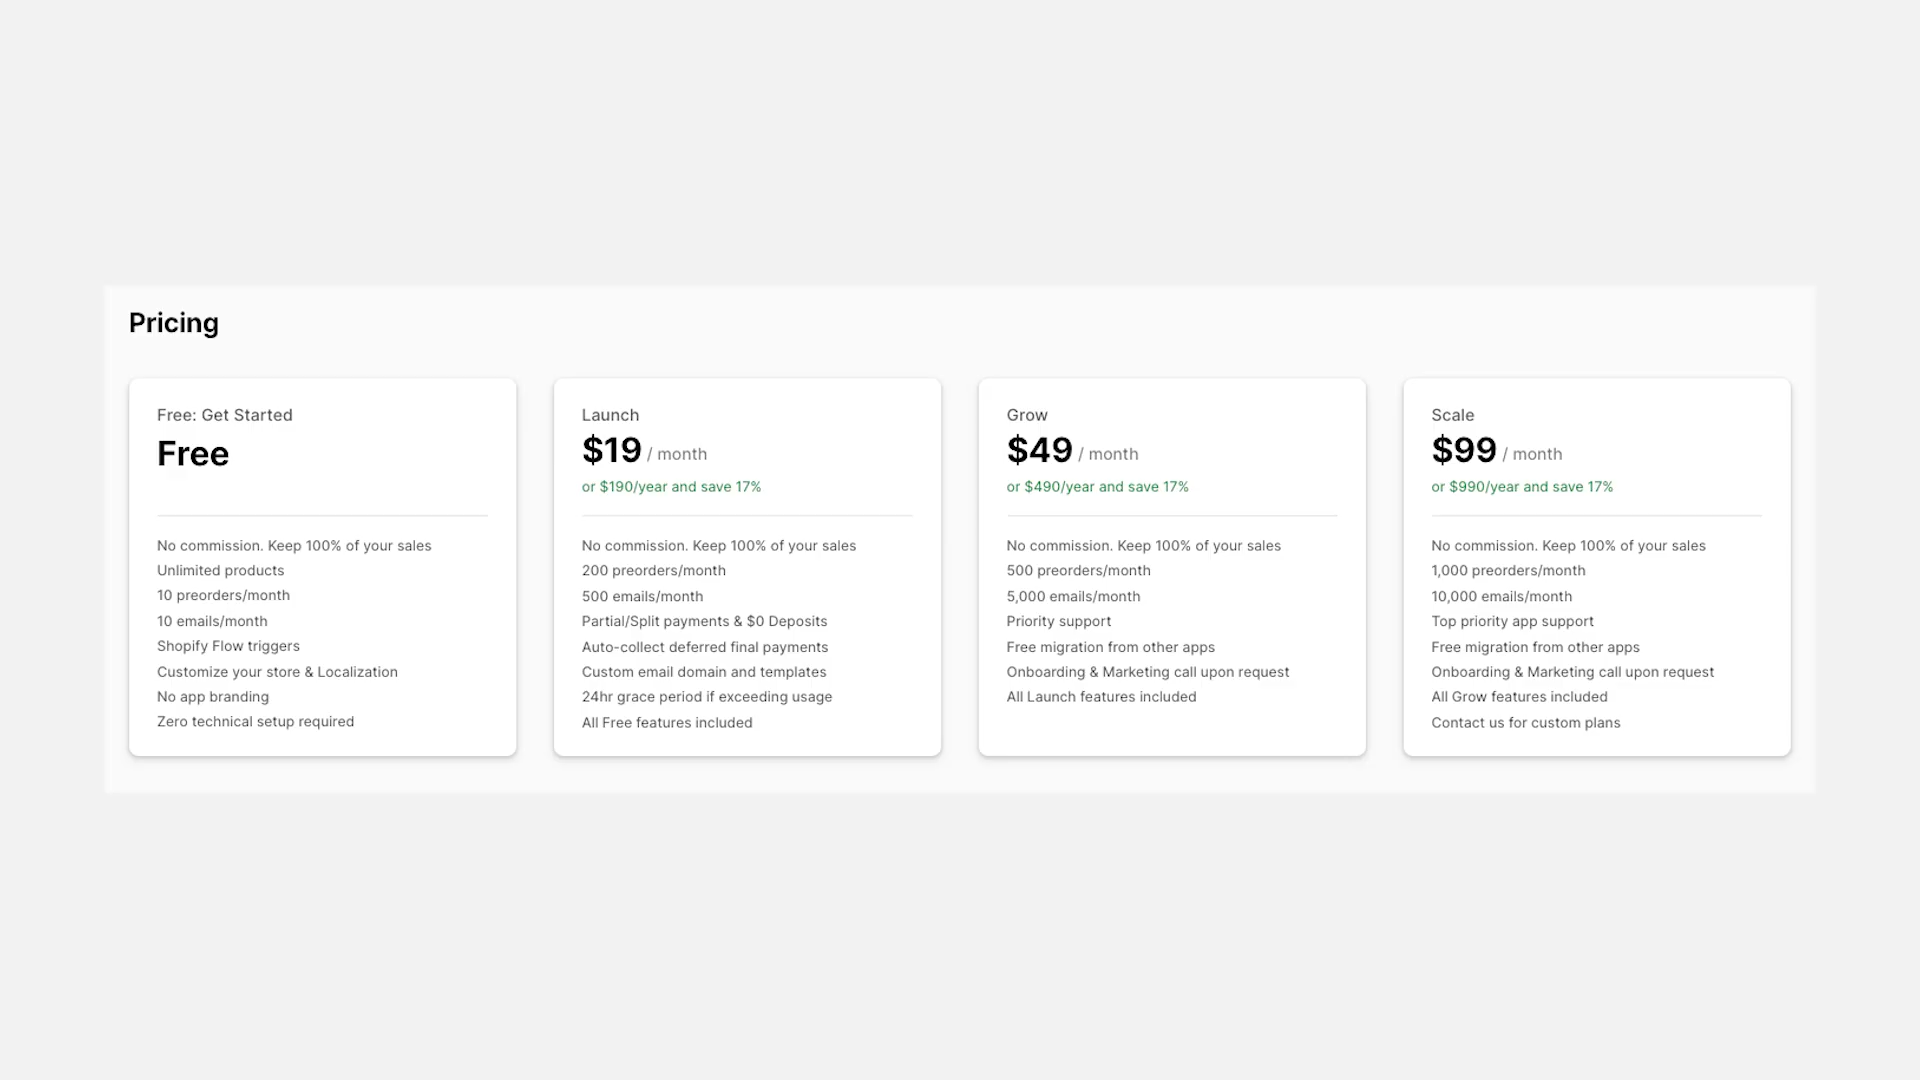 Pricing
Free: Get Started
Free
No commission. Keep 100% of your sales
Unlimited products
10 preorders/month
10 emails/month
Shopify Flow triggers
Customize your store & Localization
No app branding
Zero technical setup required
Launch
$19 / month
or $190/year and save 17%
No commission. Keep 100% of your sales
200 preorders/month
500 emails/month
Partial/Split payments & $0 Deposits
Auto-collect deferred final payments
Custom email domain and templates
24hr grace period if exceeding usage
All Free features included
Grow
$49 / month
or $490/year and save 17%
No commission. Keep 100% of your sales
500 preorders/month
5,000 emails/month
Priority support
Free migration from other apps
Onboarding & Marketing call upon request
All Launch features included
Scale
$99 / month
or $990/year and save 17%
No commission. Keep 100% of your sales
1,000 preorders/month
10,000 emails/month
Top priority app support
Free migration from other apps
Onboarding & Marketing call upon request
All Grow features included
Contact us for custom plans